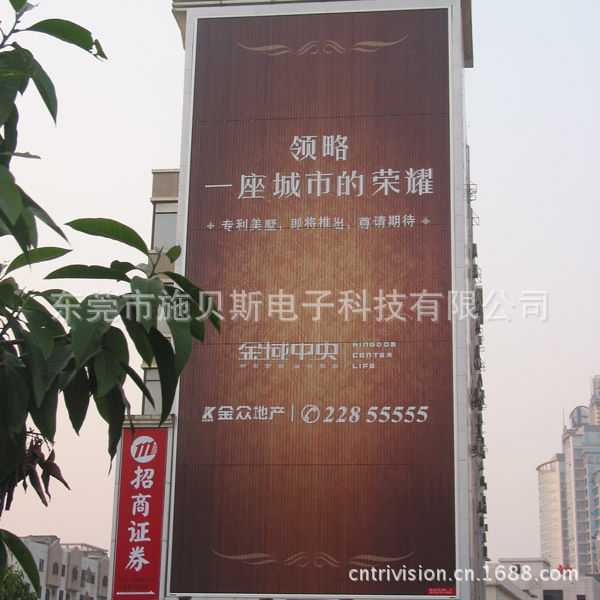 领略
一座城市的荣耀
专利美墅,即将推出,尊请期待
东莞市施贝斯电子科技有限公司
金域中央
KINGDOM
CENTER
LIFE
K金众地产 | 228 55555
招商证券
cntrivision.cn.1688.com